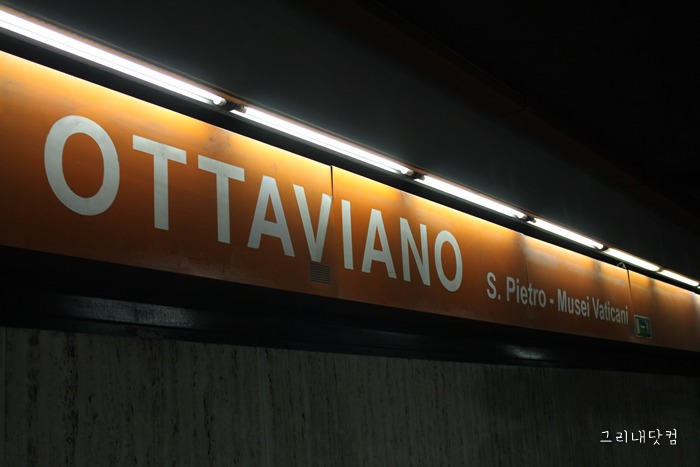 OTTAVIANO
S. Pietro - Musei Vaticani
그리내닷컴